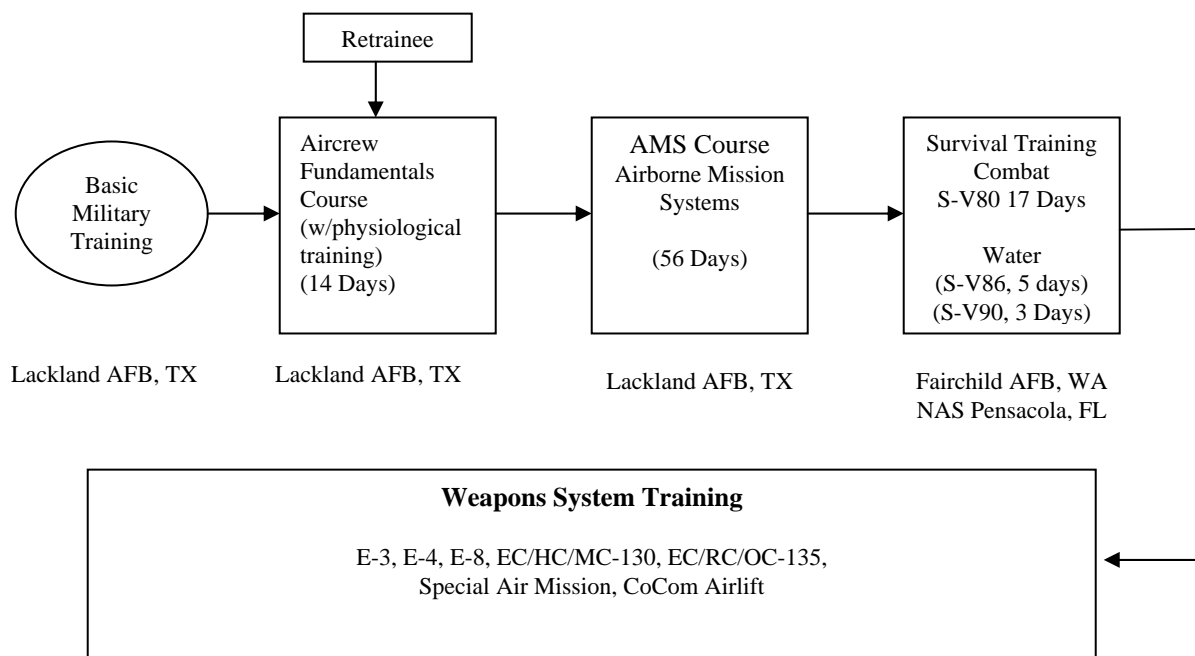 Retrainee
Basic
Military
Training
Aircrew
Fundamentals
Course
(w/physiological
training)
(14 Days)
AMS Course
Airborne Mission
Systems
(56 Days)
Survival Training
Combat
S-V80 17 Days
Water
(S-V86, 5 days)
(S-V90, 3 Days)
Lackland AFB, TX
Lackland AFB, TX
Lackland AFB, TX
Fairchild AFB, WA
NAS Pensacola, FL
Weapons System Training
E-3, E-4, E-8, EC/HC/MC-130, EC/RC/OC-135,
Special Air Mission, CoCom Airlift